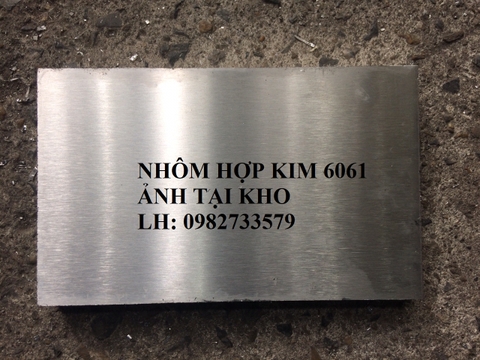 NHÔM HỢP KIM 6061
ẢNH TẠI KHO
LH: 0982733579